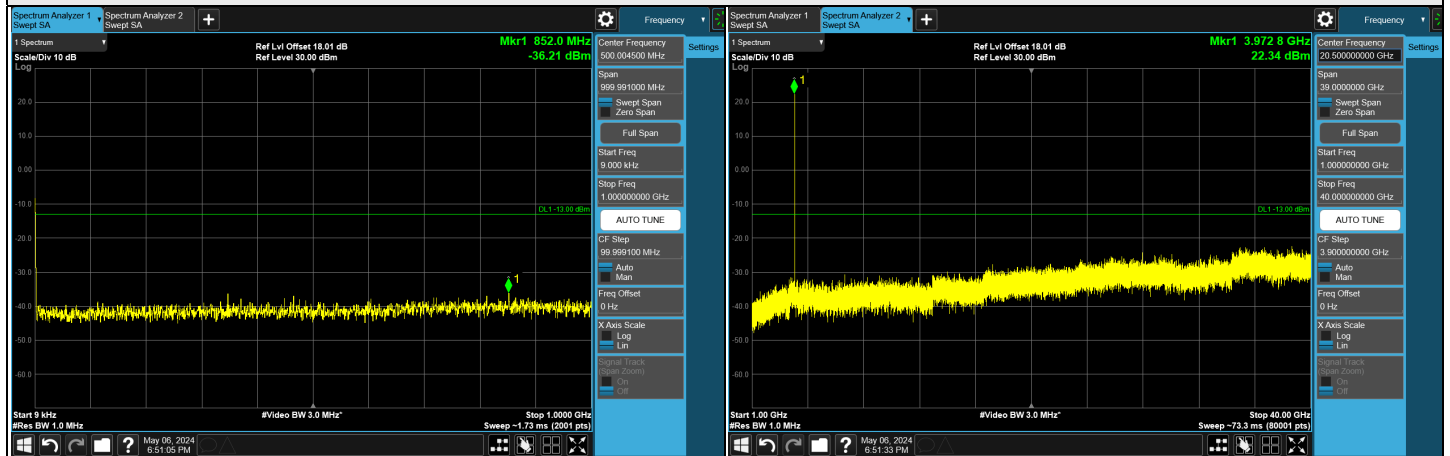 Spectrum Analyzer 1
Swept SA
Spectrum Analyzer 2
Swept SA
+
Frequency
1 Spectrum
Scale/Div 10 dB
Log
Ref Lvl Offset 18.01 dB
Ref Level 30.00 dBm
Mkr1 852.0 MHz
-36.21 dBm
1
20.0
10.0
0.00
-10.0
-20.0
-30.0
-40.0
-50.0
-60.0
DL1 -13.00 dBm
Start 9 kHz
#Res BW 1.0 MHz
#Video BW 3.0 MHz*
Stop 1.0000 GHz
Sweep ~1.73 ms (2001 pts)
Center Frequency
500.004500 MHz
Settings
Span
999.991000 MHz
Swept Span
Zero Span
Full Span
Start Freq
9.000 kHz
Stop Freq
1.000000000 GHz
AUTO TUNE
CF Step
99.999100 MHz
Auto
Man
Freq Offset
0 Hz
X Axis Scale
Log
Lin
Signal Track
(Span Zoom)
On
Off
?
May 06, 2024
6:51:05 PM
Spectrum Analyzer 1
Swept SA
Spectrum Analyzer 2
Swept SA
+
Frequency
1 Spectrum
Scale/Div 10 dB
Log
Ref Lvl Offset 18.01 dB
Ref Level 30.00 dBm
Mkr1 3.972 8 GHz
22.34 dBm
1
20.0
10.0
0.00
-10.0
-20.0
-30.0
-40.0
-50.0
-60.0
DL1 -13.00 dBm
Start 1.00 GHz
#Res BW 1.0 MHz
#Video BW 3.0 MHz*
Stop 40.00 GHz
Sweep ~73.3 ms (80001 pts)
Center Frequency
20.500000000 GHz
Settings
Span
39.0000000 GHz
Swept Span
Zero Span
Full Span
Start Freq
1.000000000 GHz
Stop Freq
40.000000000 GHz
AUTO TUNE
CF Step
3.900000000 GHz
Auto
Man
Freq Offset
0 Hz
X Axis Scale
Log
Lin
Signal Track
(Span Zoom)
On
Off
?
May 06, 2024
6:51:33 PM